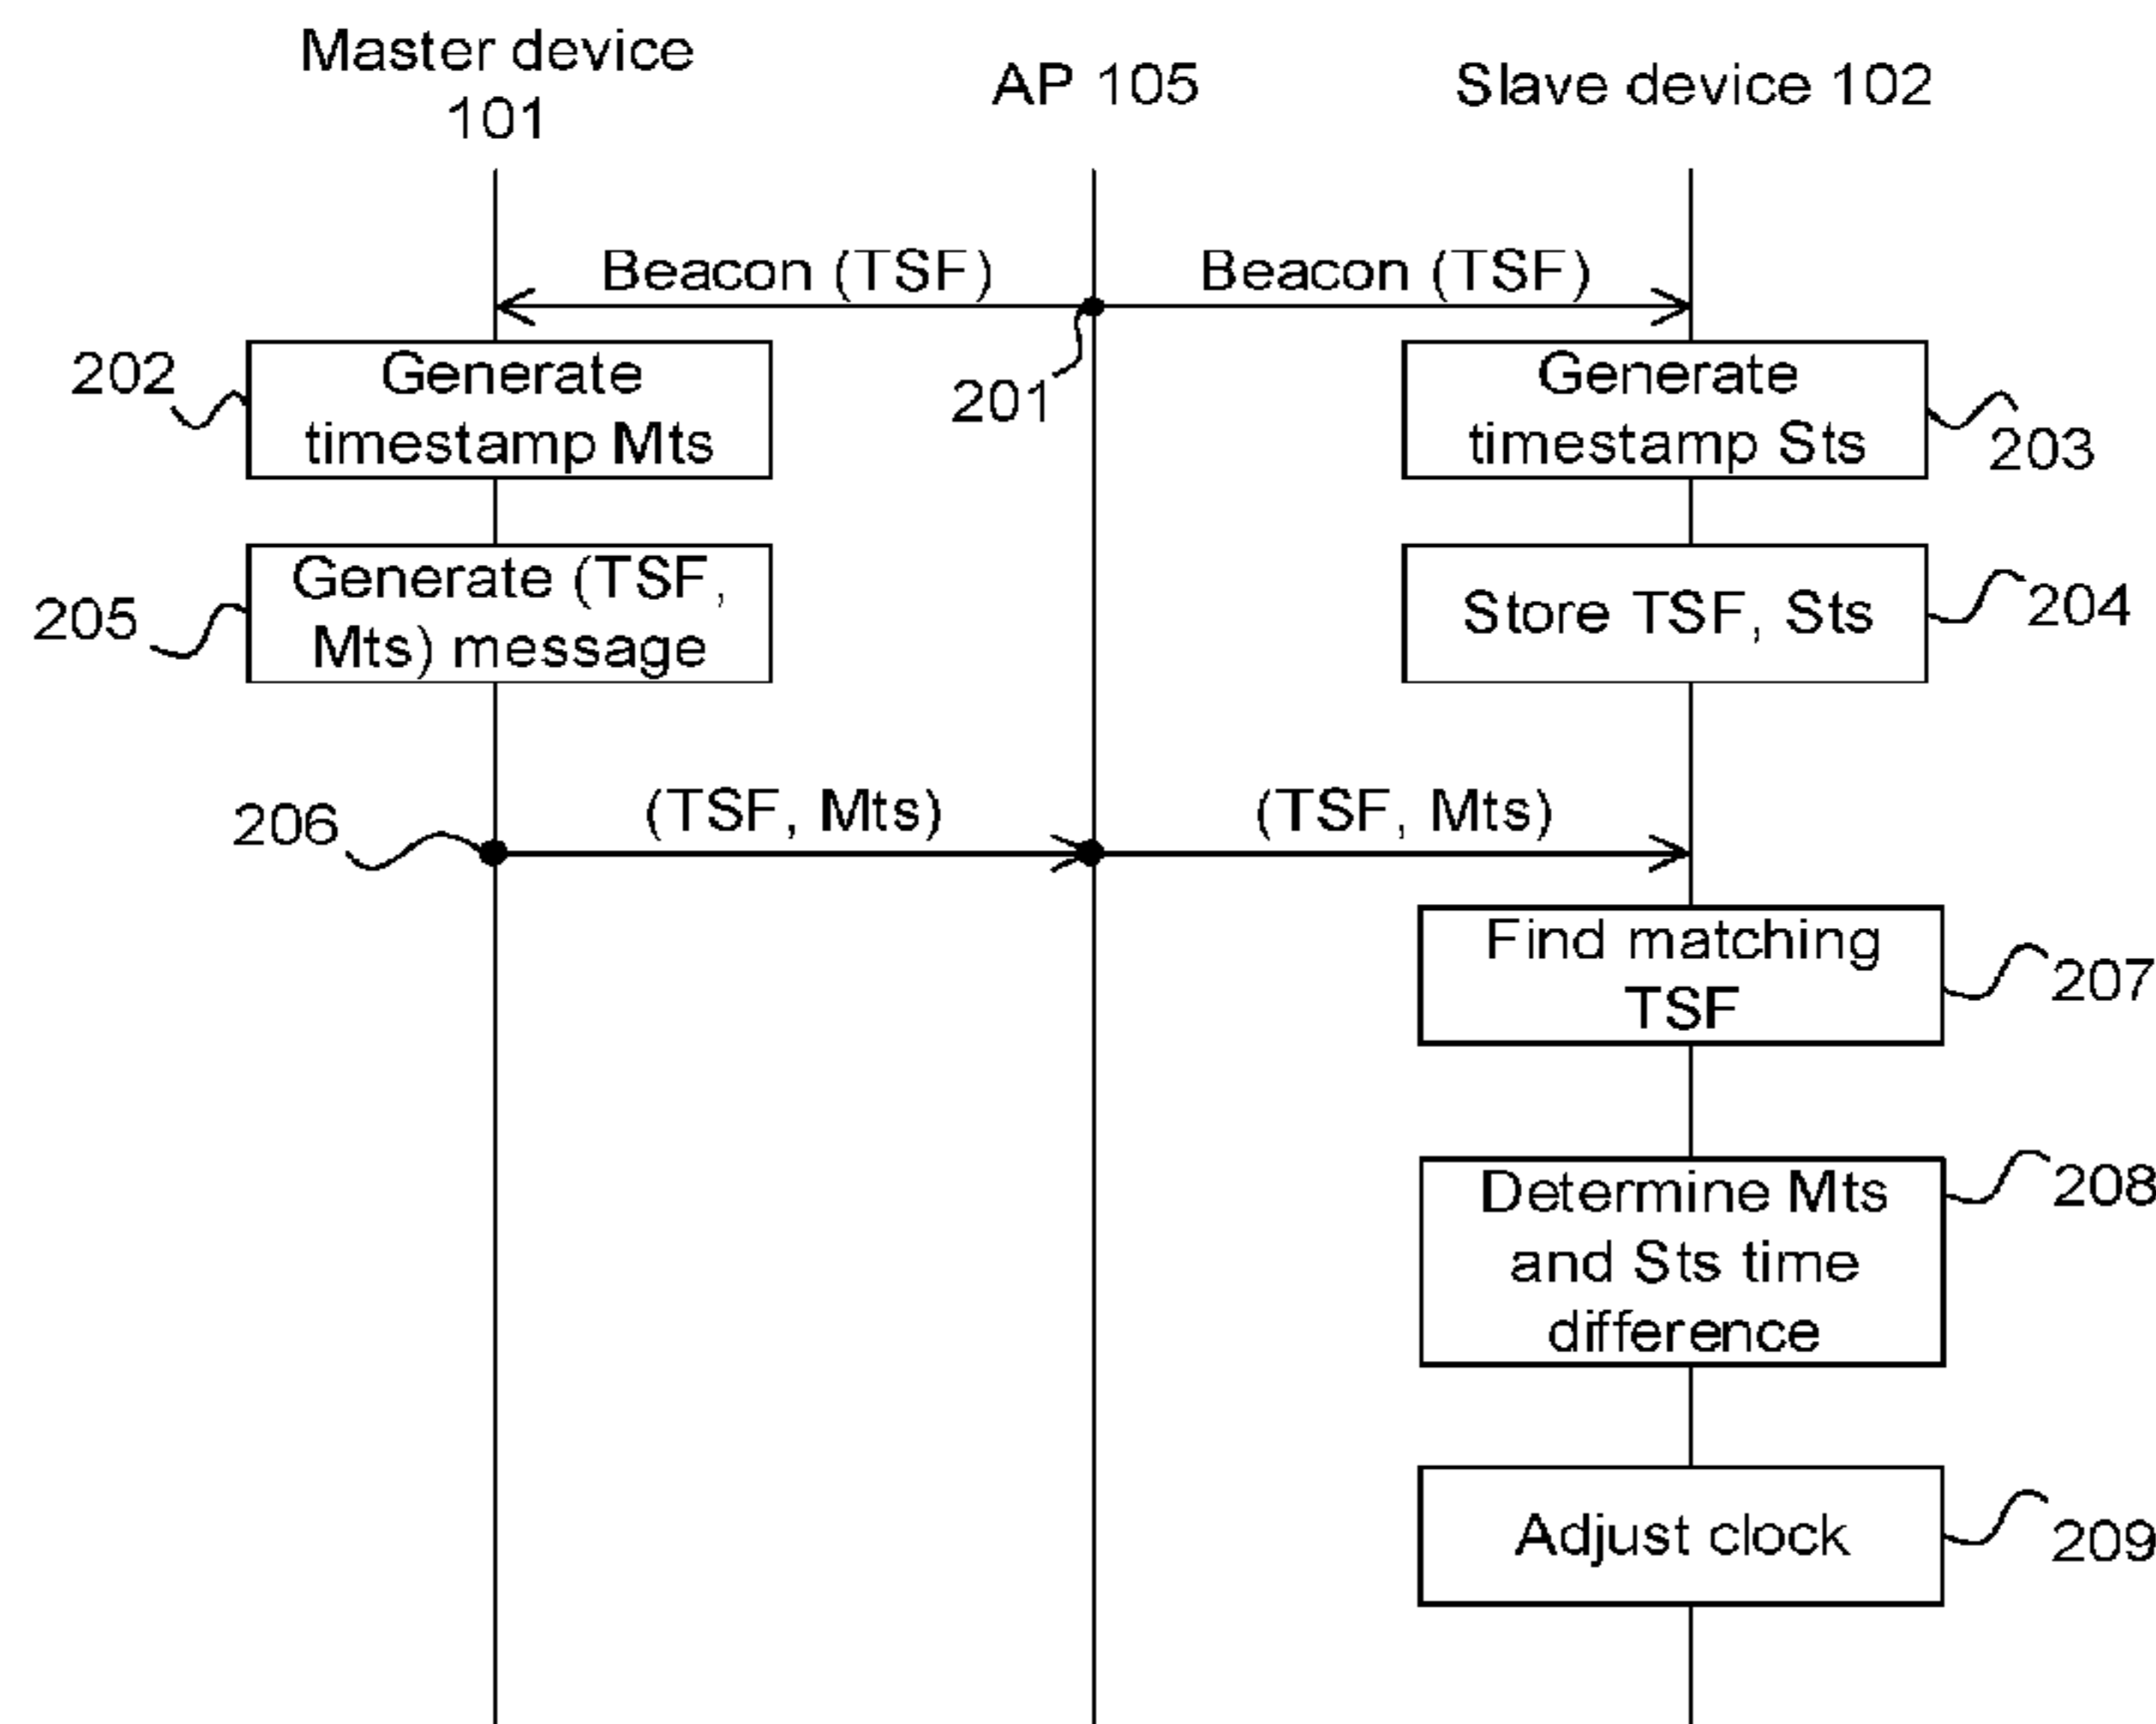 Master device
101
AP 105
Slave device 102
Beacon (TSF)
Beacon (TSF)
201
202
Generate
timestamp Mts
Generate
timestamp Sts
203
205
Generate (TSF,
Mts) message
Store TSF, Sts
204
206
(TSF, Mts)
(TSF, Mts)
Find matching
TSF
207
Determine Mts
and Sts time
difference
208
Adjust clock
209